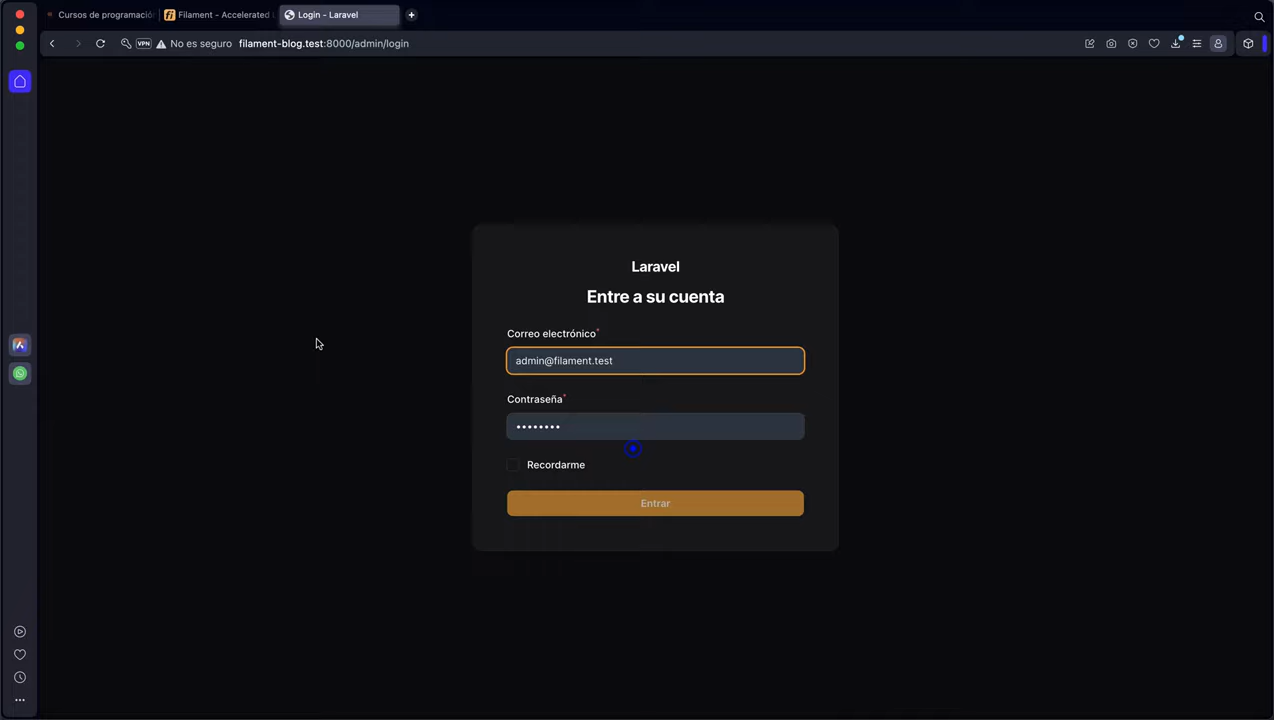 Cursos de programació
Filament - Accelerated
Login - Laravel
VPN
No es seguro
filament-blog.test:8000/admin/login
Laravel
Entre a su cuenta
Correo electrónico*
admin@filament.test
Contraseña*
••••••••
Recordarme
Entrar